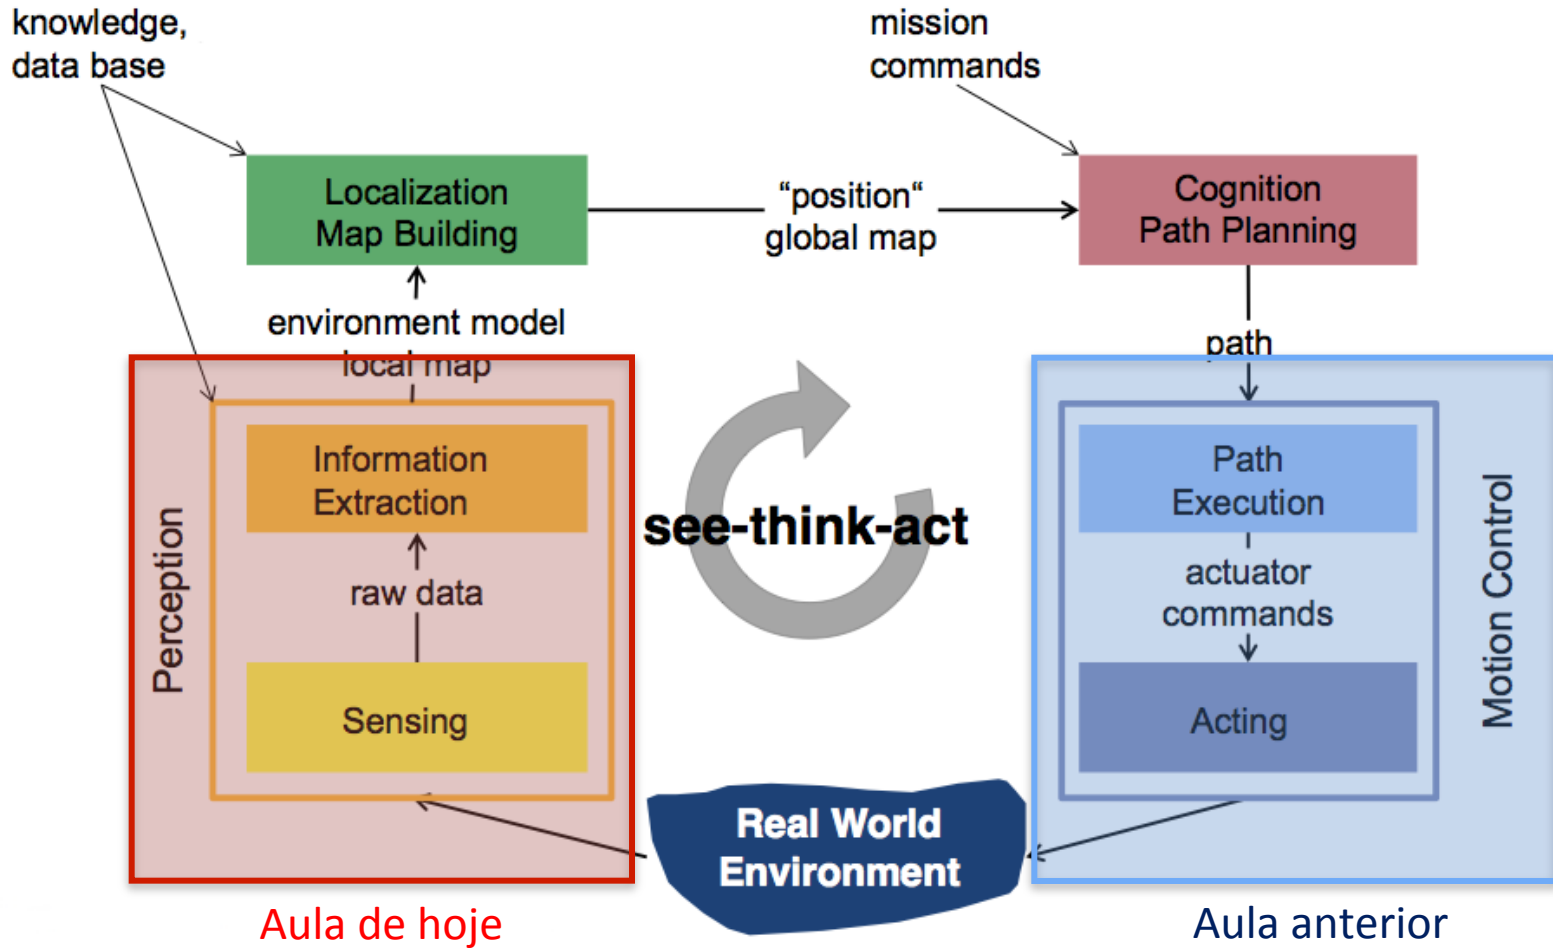 knowledge,
data base
mission
commands
Localization
Map Building
“position“
global map
Cognition
Path Planning
environment model
local map
path
Perception
Information
Extraction
raw data
Sensing
see-think-act
Path
Execution
actuator
commands
Acting
Motion Control
Real World
Environment
Aula de hoje
Aula anterior